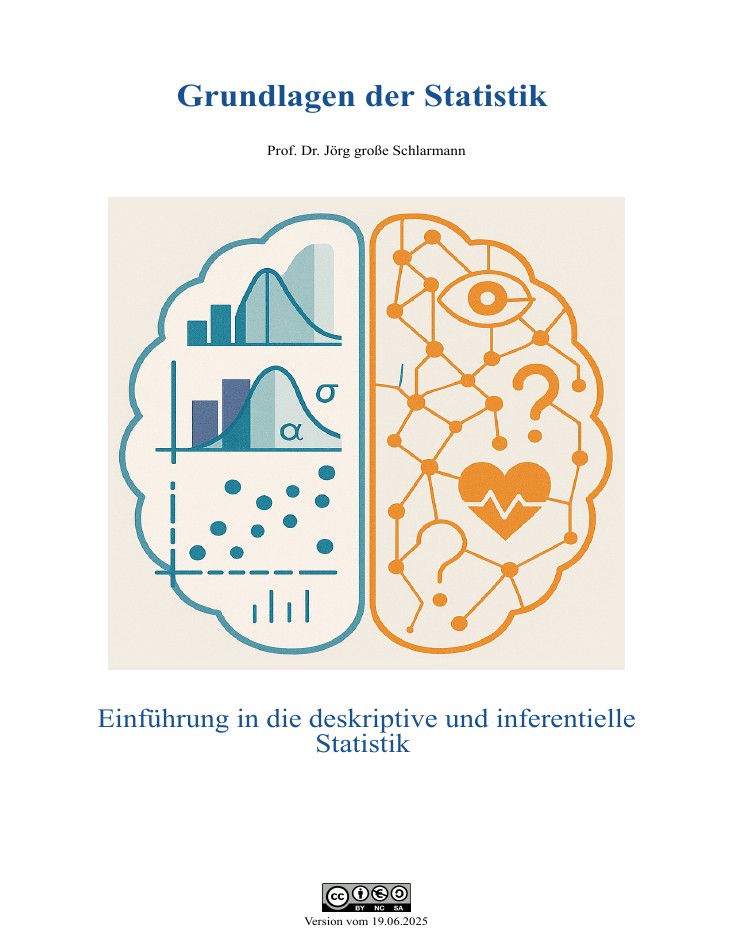 Grundlagen der Statistik
Prof. Dr. Jörg große Schlarmann
σ
α
?
?
Einführung in die deskriptive und inferentielle
Statistik
cc
BY NC SA
Version vom 19.06.2025